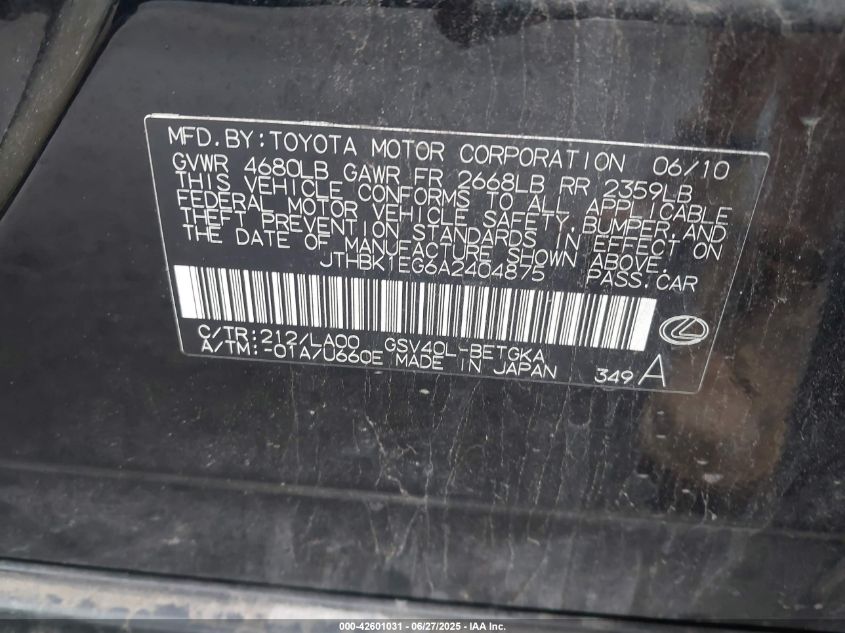 MFD.BY:TOYOTA MOTOR CORPORATION 06/10
GVWR 4680LB GAWR FR 2668LB RR 2359LB
THIS VEHICLE CONFORMS TO ALL APPLICABLE
FEDERAL MOTOR VEHICLE SAFETY,BUMPER,AND
THEFT PREVENTION STANDARDS IN EFFECT ON
THE DATE OF MANUFACTURE SHOWN ABOVE.
JTHBK1EG6A2404875 PASS.CAR
C/TR:212/LA00 GSV40L-BETGKA
A/TM:-01A/U660E MADE IN JAPAN
349 A
000-42601031 - 06/27/2025 - IAA Inc.